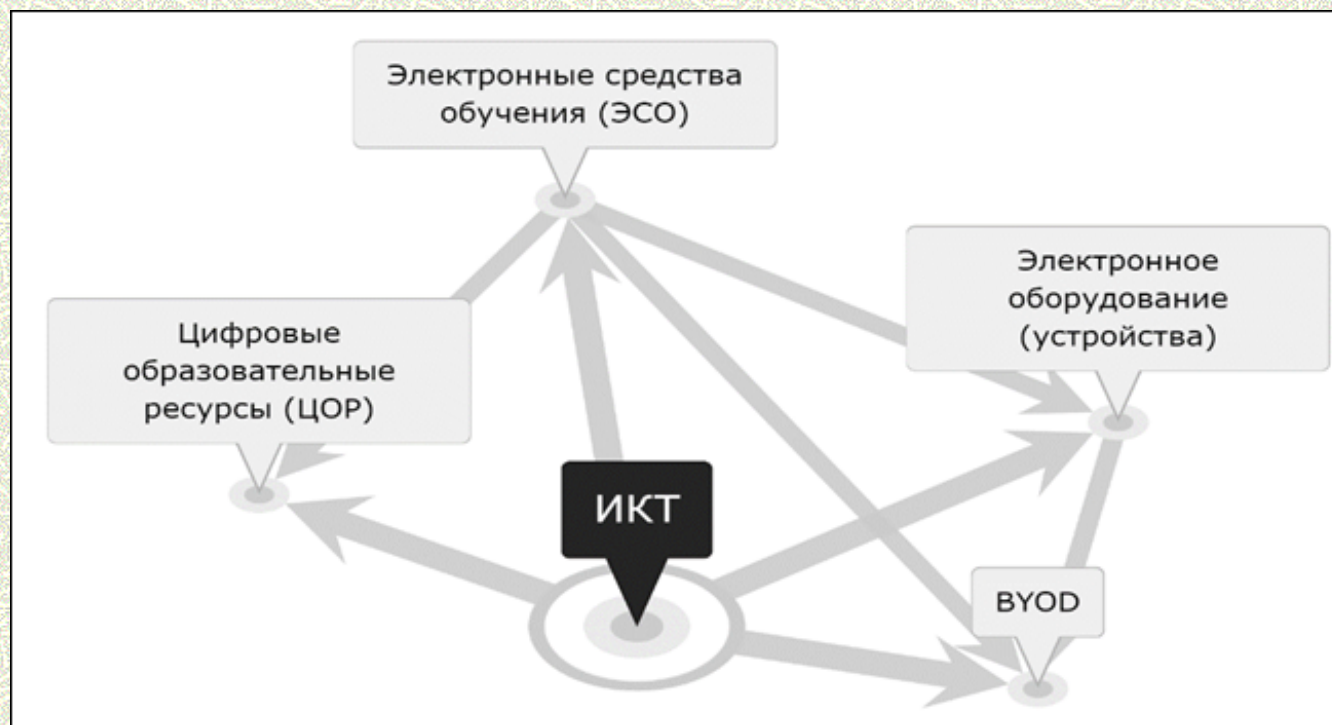 Электронные средства
обучения (ЭСО)
Электронное
оборудование
(устройства)
Цифровые
образовательные
ресурсы (ЦОР)
ИКТ
BYOD